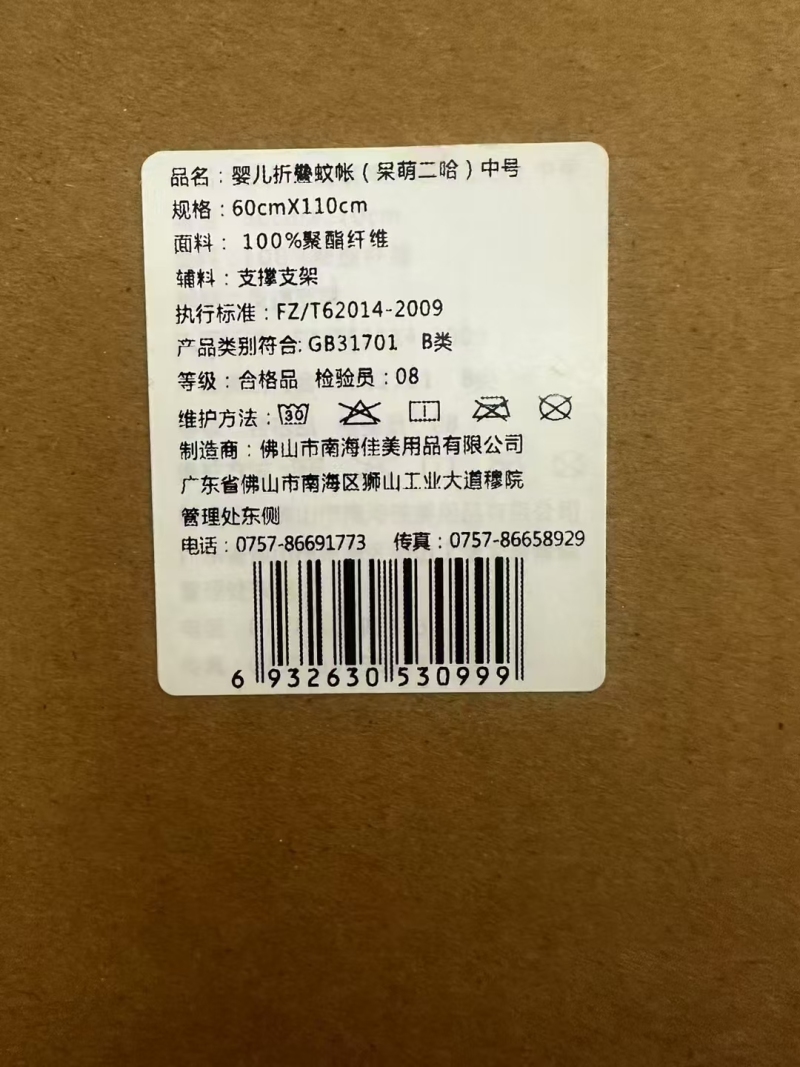 品名：婴儿折叠蚊帐（呆萌二哈）中号
规格：60cmX110cm
面料： 100%聚酯纤维
辅料：支撑支架
执行标准：FZ/T62014-2009
产品类别符合: GB31701 B类
等级：合格品 检验员：08
维护方法：30
制造商：佛山市南海佳美用品有限公司
广东省佛山市南海区狮山工业大道穆院
管理处东侧
电话：0757-86691773 传真：0757-86658929
6 932630 530999